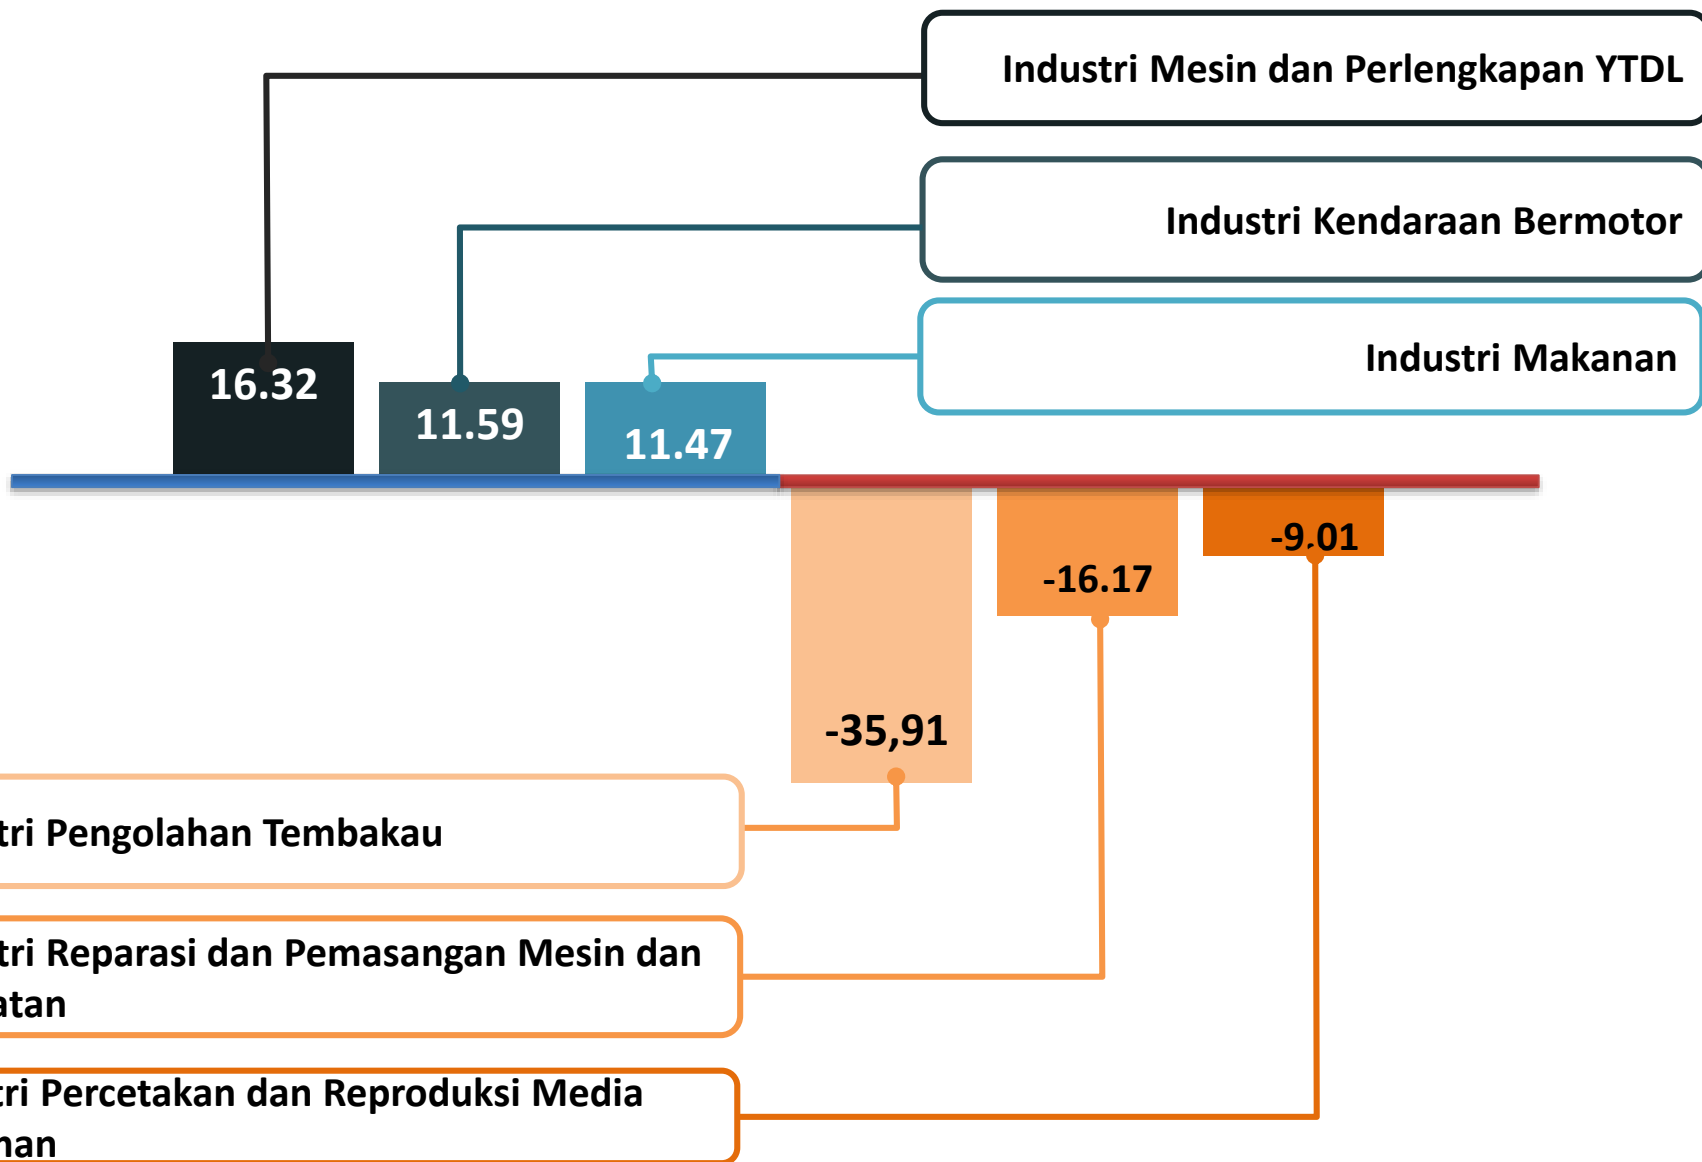 Industri Mesin dan Perlengkapan YTDL
Industri Kendaraan Bermotor
Industri Makanan
16.32
11.59
11.47
-9.01
-16.17
-35,91
tri Pengolahan Tembakau
tri Reparasi dan Pemasangan Mesin dan
atan
tri Percetakan dan Reproduksi Media
man